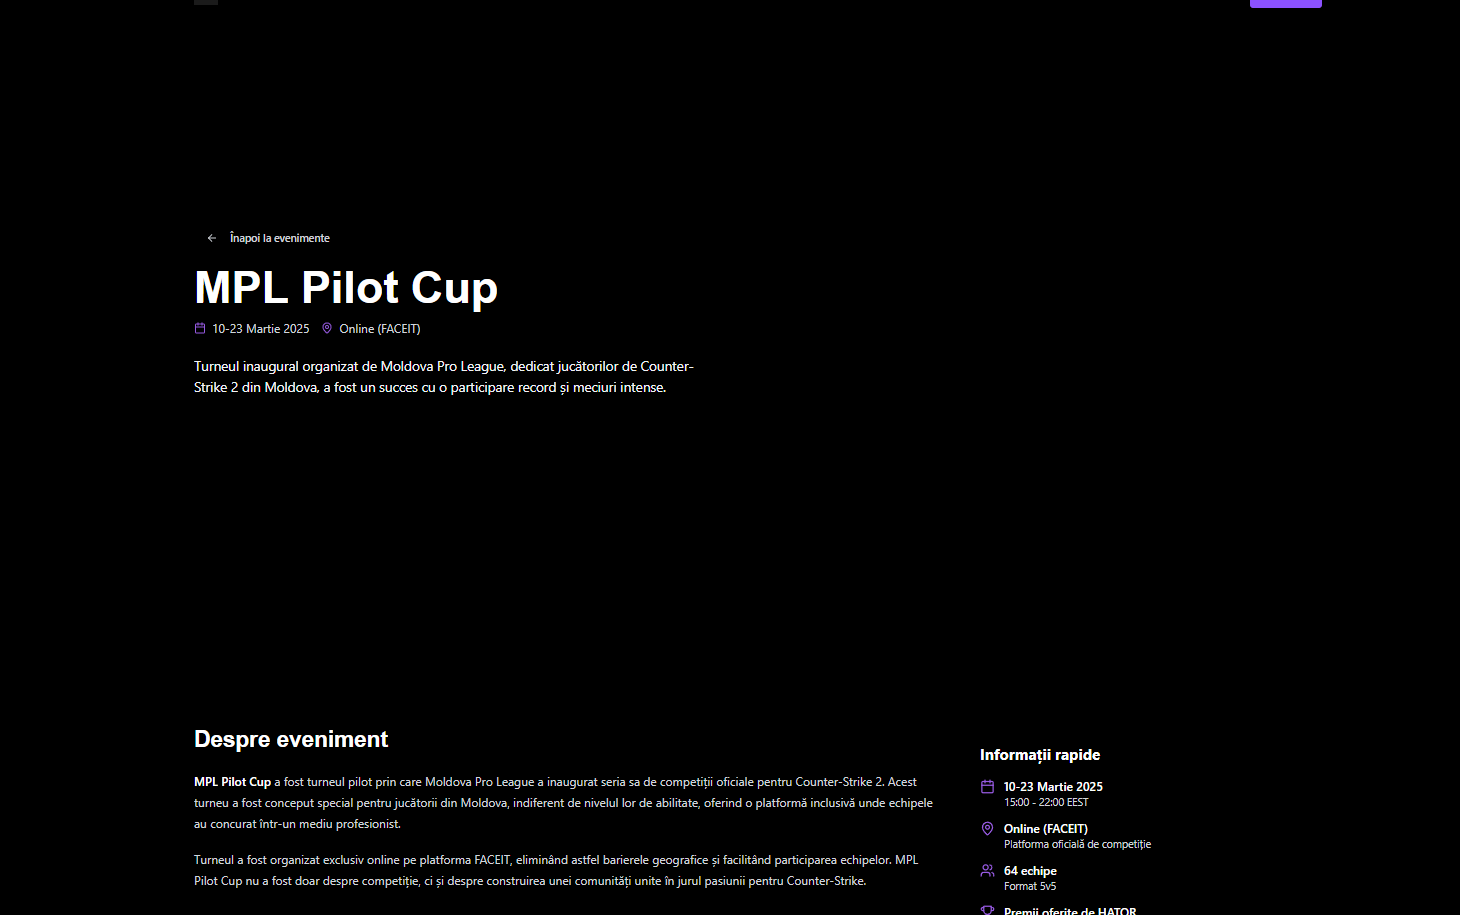 Înapoi la evenimente
MPL Pilot Cup
10-23 Martie 2025 Online (FACEIT)
Turneul inaugural organizat de Moldova Pro League, dedicat jucătorilor de Counter-
Strike 2 din Moldova, a fost un succes cu o participare record și meciuri intense.
Despre eveniment
MPL Pilot Cup a fost turneul pilot prin care Moldova Pro League a inaugurat seria sa de competiții oficiale pentru Counter-Strike 2. Acest
turneu a fost conceput special pentru jucătorii din Moldova, indiferent de nivelul lor de abilitate, oferind o platformă inclusivă unde echipele
au concurat într-un mediu profesionist.
Turneul a fost organizat exclusiv online pe platforma FACEIT, eliminând astfel barierele geografice și facilitând participarea echipelor. MPL
Pilot Cup nu a fost doar despre competiție, ci și despre construirea unei comunități unite în jurul pasiunii pentru Counter-Strike.
Informații rapide
10-23 Martie 2025
15:00 - 22:00 EEST
Online (FACEIT)
Platforma oficială de competiție
64 echipe
Format 5v5
Premii oferite de HATOR